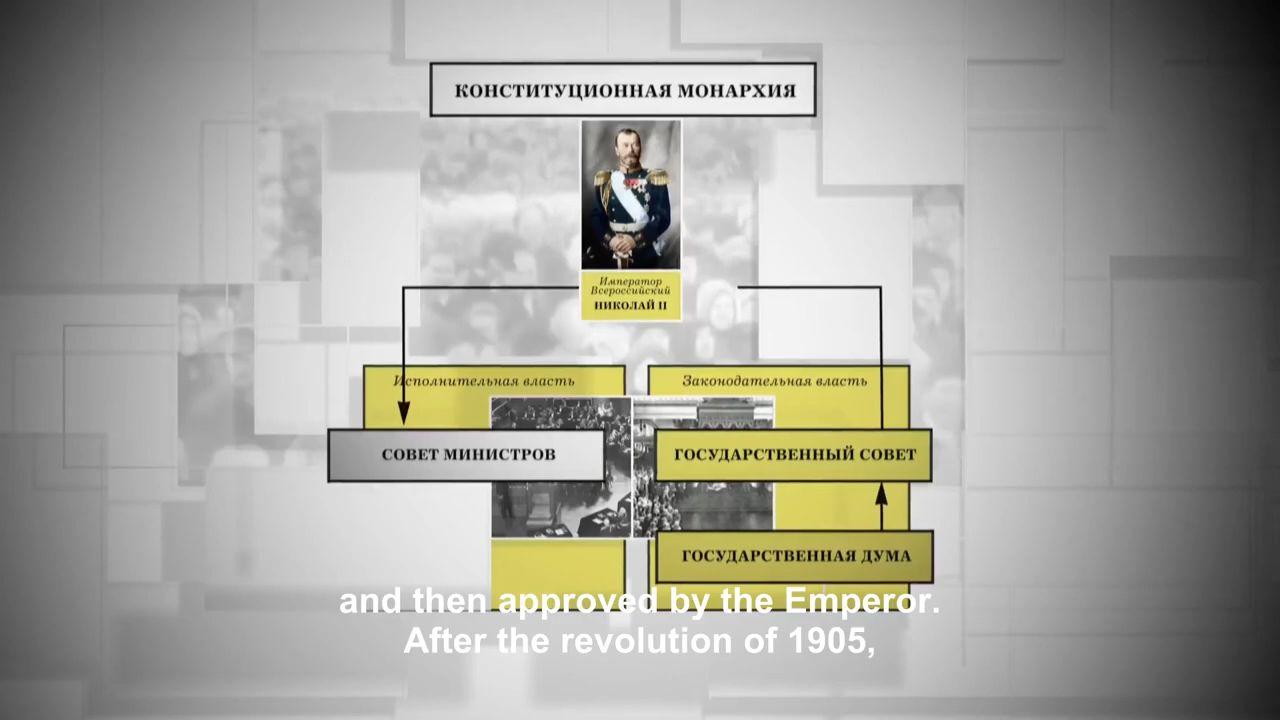 КОНСТИТУЦИОННАЯ МОНАРХИЯ
Император
Всероссийский
НИКОЛАЙ II
Исполнительная власть
Законодательная власть
СОВЕТ МИНИСТРОВ
ГОСУДАРСТВЕННЫЙ СОВЕТ
ГОСУДАРСТВЕННАЯ ДУМА
and then approved by the Emperor.
After the revolution of 1905,